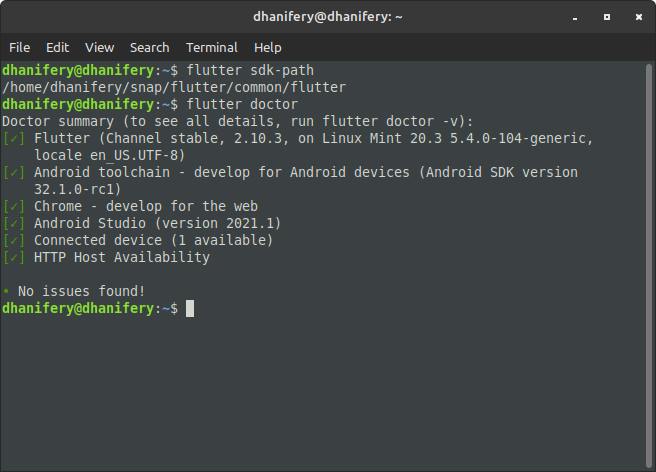 dhanifery@dhanifery: ~
File Edit View Search Terminal Help
dhanifery@dhanifery:~$ flutter sdk-path
/home/dhanifery/snap/flutter/common/flutter
dhanifery@dhanifery:~$ flutter doctor
Doctor summary (to see all details, run flutter doctor -v):
[✓] Flutter (Channel stable, 2.10.3, on Linux Mint 20.3 5.4.0-104-generic,
    locale en_US.UTF-8)
[✓] Android toolchain - develop for Android devices (Android SDK version
    32.1.0-rc1)
[✓] Chrome - develop for the web
[✓] Android Studio (version 2021.1)
[✓] Connected device (1 available)
[✓] HTTP Host Availability
• No issues found!
dhanifery@dhanifery:~$